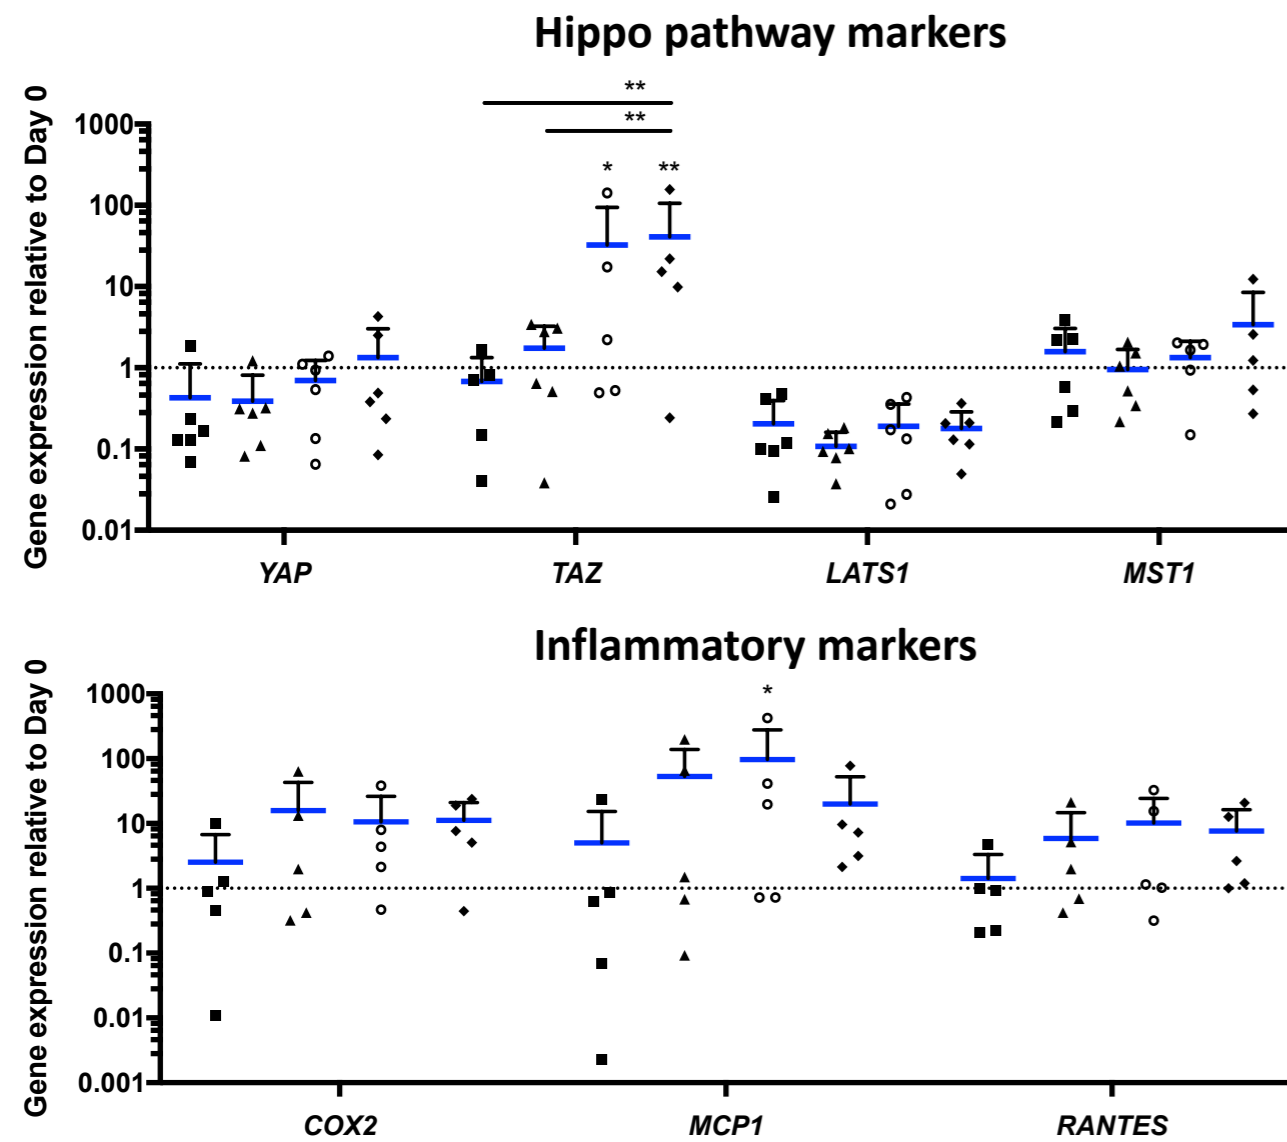 Hippo pathway markers
Gene expression relative to Day 0
**
**
* **
1000
100
10
1
0.1
0.01
YAP TAZ LATS1 MST1
Inflammatory markers
Gene expression relative to Day 0
*
1000
100
10
1
0.1
0.01
0.001
COX2 MCP1 RANTES